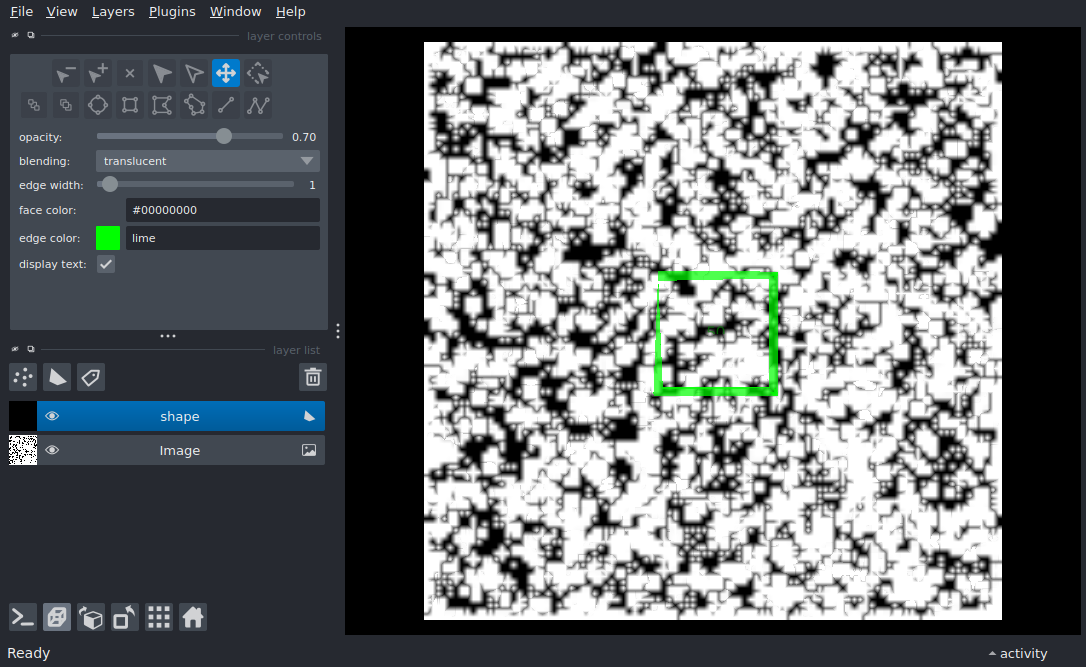 File View Layers Plugins Window Help
layer controls
opacity: 0.70
blending: translucent
edge width: 1
face color: #00000000
edge color: lime
display text:
layer list
shape
Image
Ready
activity